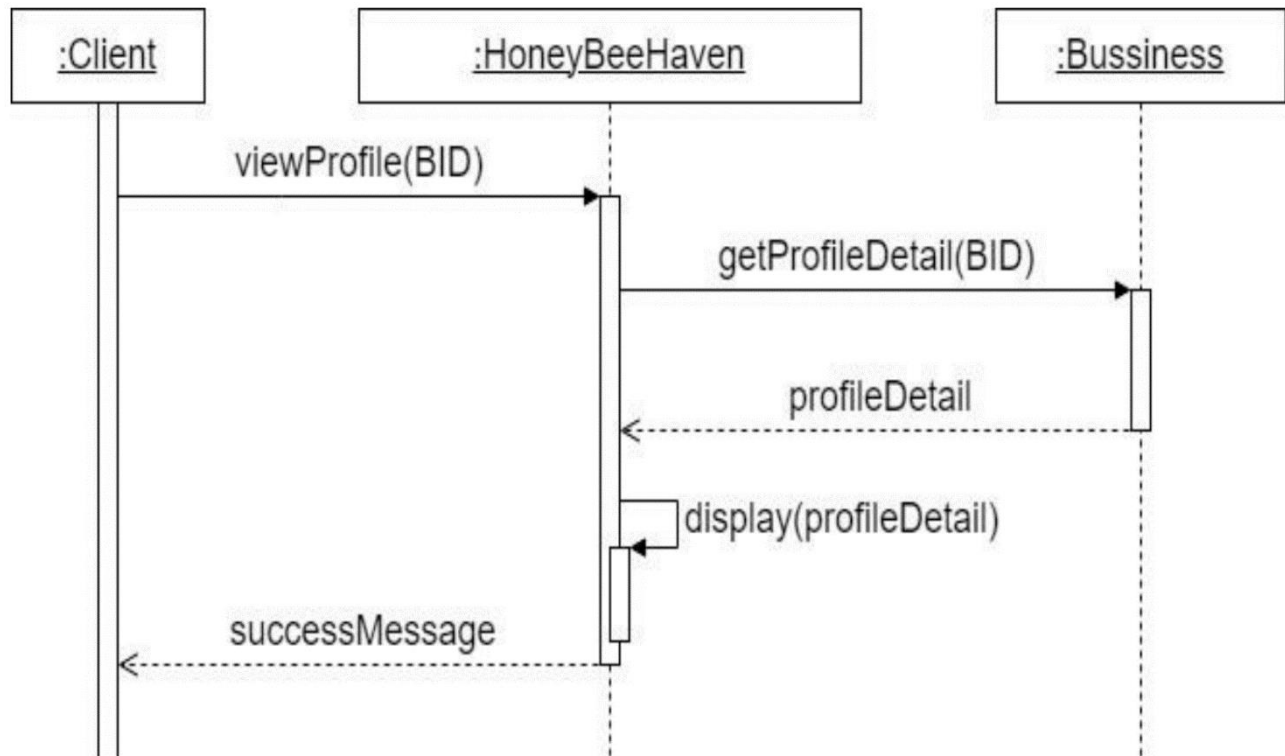 :Client
:HoneyBeeHaven
:Bussiness
viewProfile(BID)
getProfileDetail(BID)
profileDetail
display(profileDetail)
successMessage